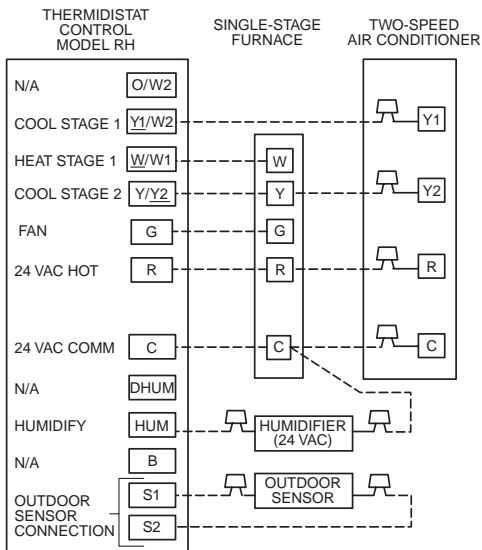 THERMIDISTAT
CONTROL
MODEL RH
SINGLE-STAGE
FURNACE
TWO-SPEED
AIR CONDITIONER
N/A
O/W2
COOL STAGE 1
Y1/W2
Y1
HEAT STAGE 1
W/W1
W
COOL STAGE 2
Y/Y2
Y
Y2
FAN
G
G
24 VAC HOT
R
R
R
24 VAC COMM
C
C
C
N/A
DHUM
HUMIDIFY
HUM
HUMIDIFIER
(24 VAC)
N/A
B
OUTDOOR
SENSOR
CONNECTION
S1
S2
OUTDOOR
SENSOR